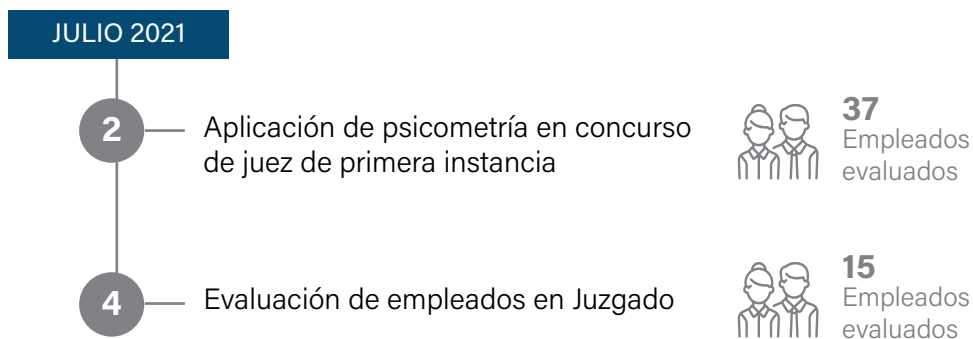 JULIO 2021
2
Aplicación de psicometría en concurso
de juez de primera instancia
37
Empleados
evaluados
4
Evaluación de empleados en Juzgado
15
Empleados
evaluados